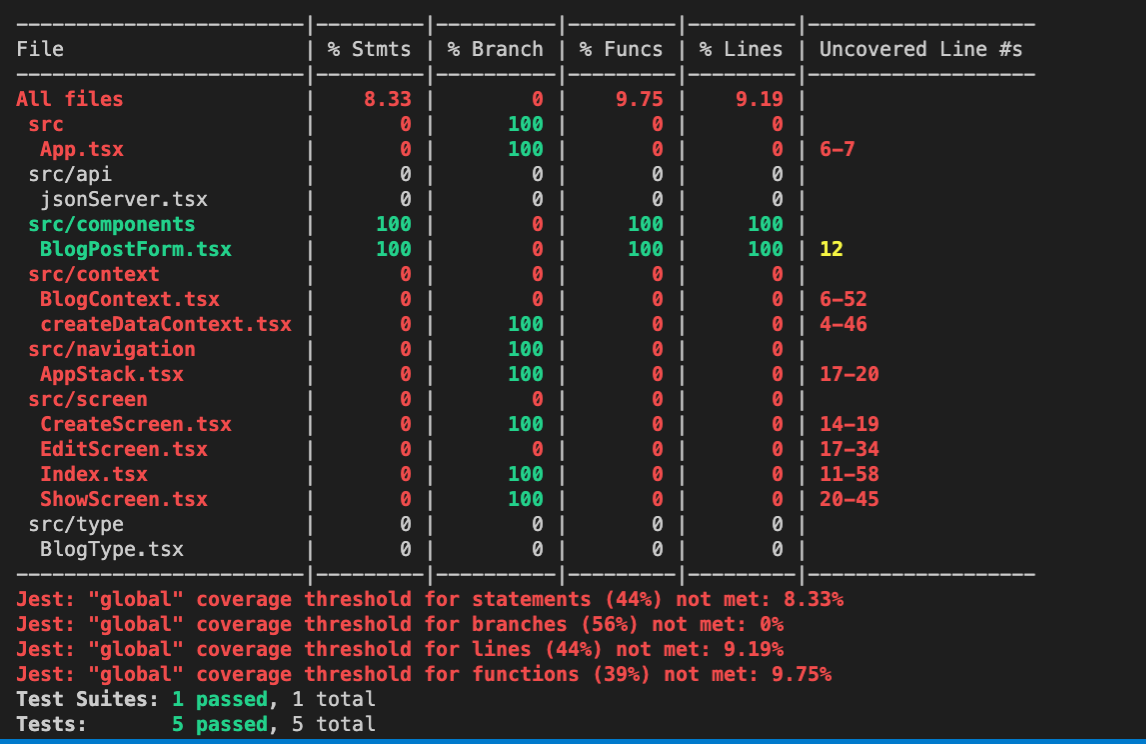 File | % Stmts | % Branch | % Funcs | % Lines | Uncovered Line #s
All files | 8.33 | 0 | 9.75 | 9.19 |
src | 0 | 100 | 0 | 0 |
App.tsx | 0 | 100 | 0 | 0 | 6-7
src/api | 0 | 0 | 0 | 0 |
jsonServer.tsx | 0 | 0 | 0 | 0 |
src/components | 100 | 0 | 100 | 100 |
BlogPostForm.tsx | 100 | 0 | 100 | 100 | 12
src/context | 0 | 0 | 0 | 0 |
BlogContext.tsx | 0 | 0 | 0 | 0 | 6-52
createDataContext.tsx | 0 | 100 | 0 | 0 | 4-46
src/navigation | 0 | 100 | 0 | 0 |
AppStack.tsx | 0 | 100 | 0 | 0 | 17-20
src/screen | 0 | 0 | 0 | 0 |
CreateScreen.tsx | 0 | 100 | 0 | 0 | 14-19
EditScreen.tsx | 0 | 0 | 0 | 0 | 17-34
Index.tsx | 0 | 100 | 0 | 0 | 11-58
ShowScreen.tsx | 0 | 100 | 0 | 0 | 20-45
src/type | 0 | 0 | 0 | 0 |
BlogType.tsx | 0 | 0 | 0 | 0 |
Jest: "global" coverage threshold for statements (44%) not met: 8.33%
Jest: "global" coverage threshold for branches (56%) not met: 0%
Jest: "global" coverage threshold for lines (44%) not met: 9.19%
Jest: "global" coverage threshold for functions (39%) not met: 9.75%
Test Suites: 1 passed, 1 total
Tests: 5 passed, 5 total